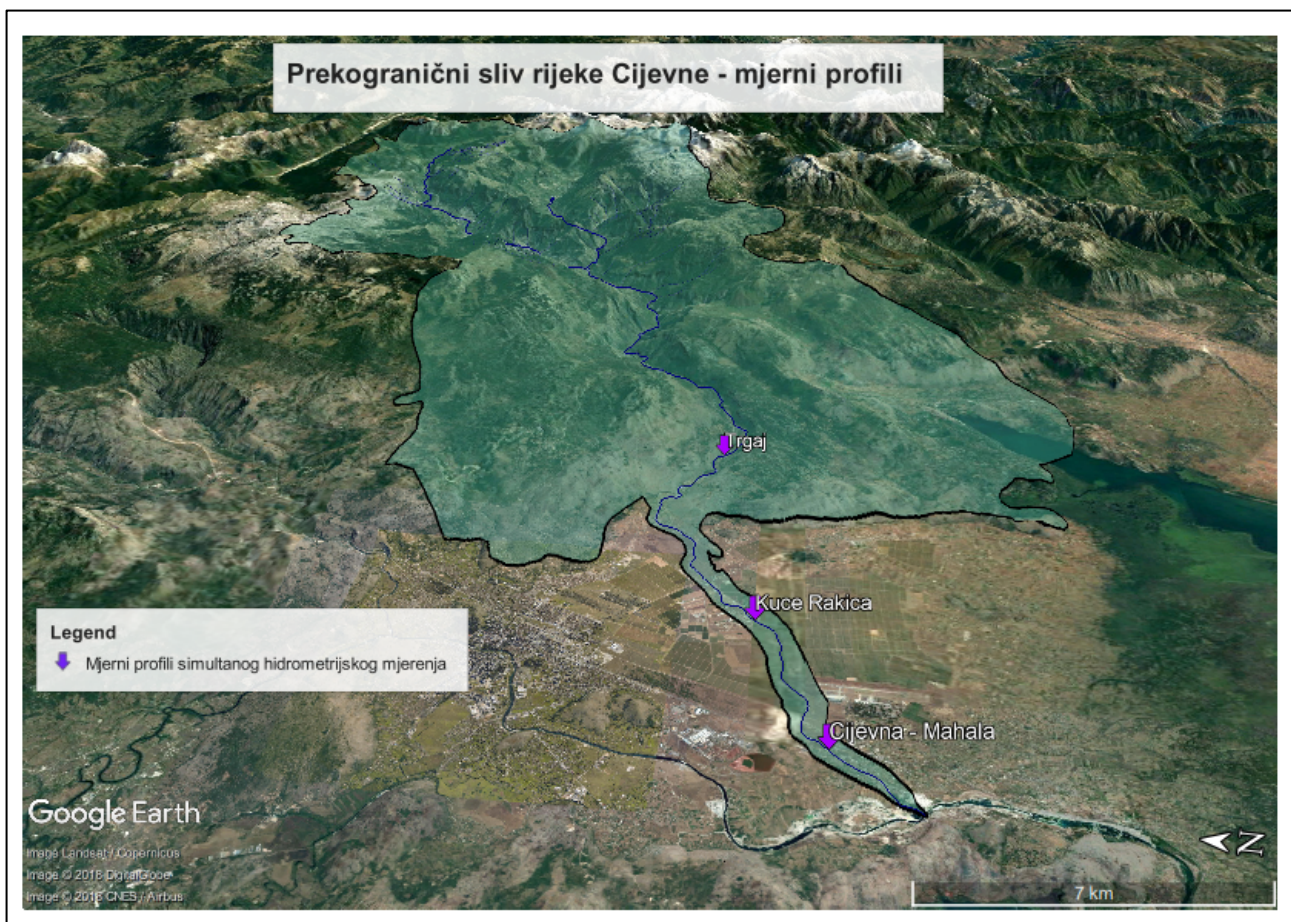 Prekogranični sliv rijeke Cijevne - mjerni profili
Trgaj
Kuce Rakica
Legend
Mjerni profili simultanog hidrometrijskog mjerenja
Cijevna - Mahala
Google Earth
Image Landsat / Copernicus
Image © 2018 DigitalGlobe
Image © 2018 CNES / Airbus
N
7 km